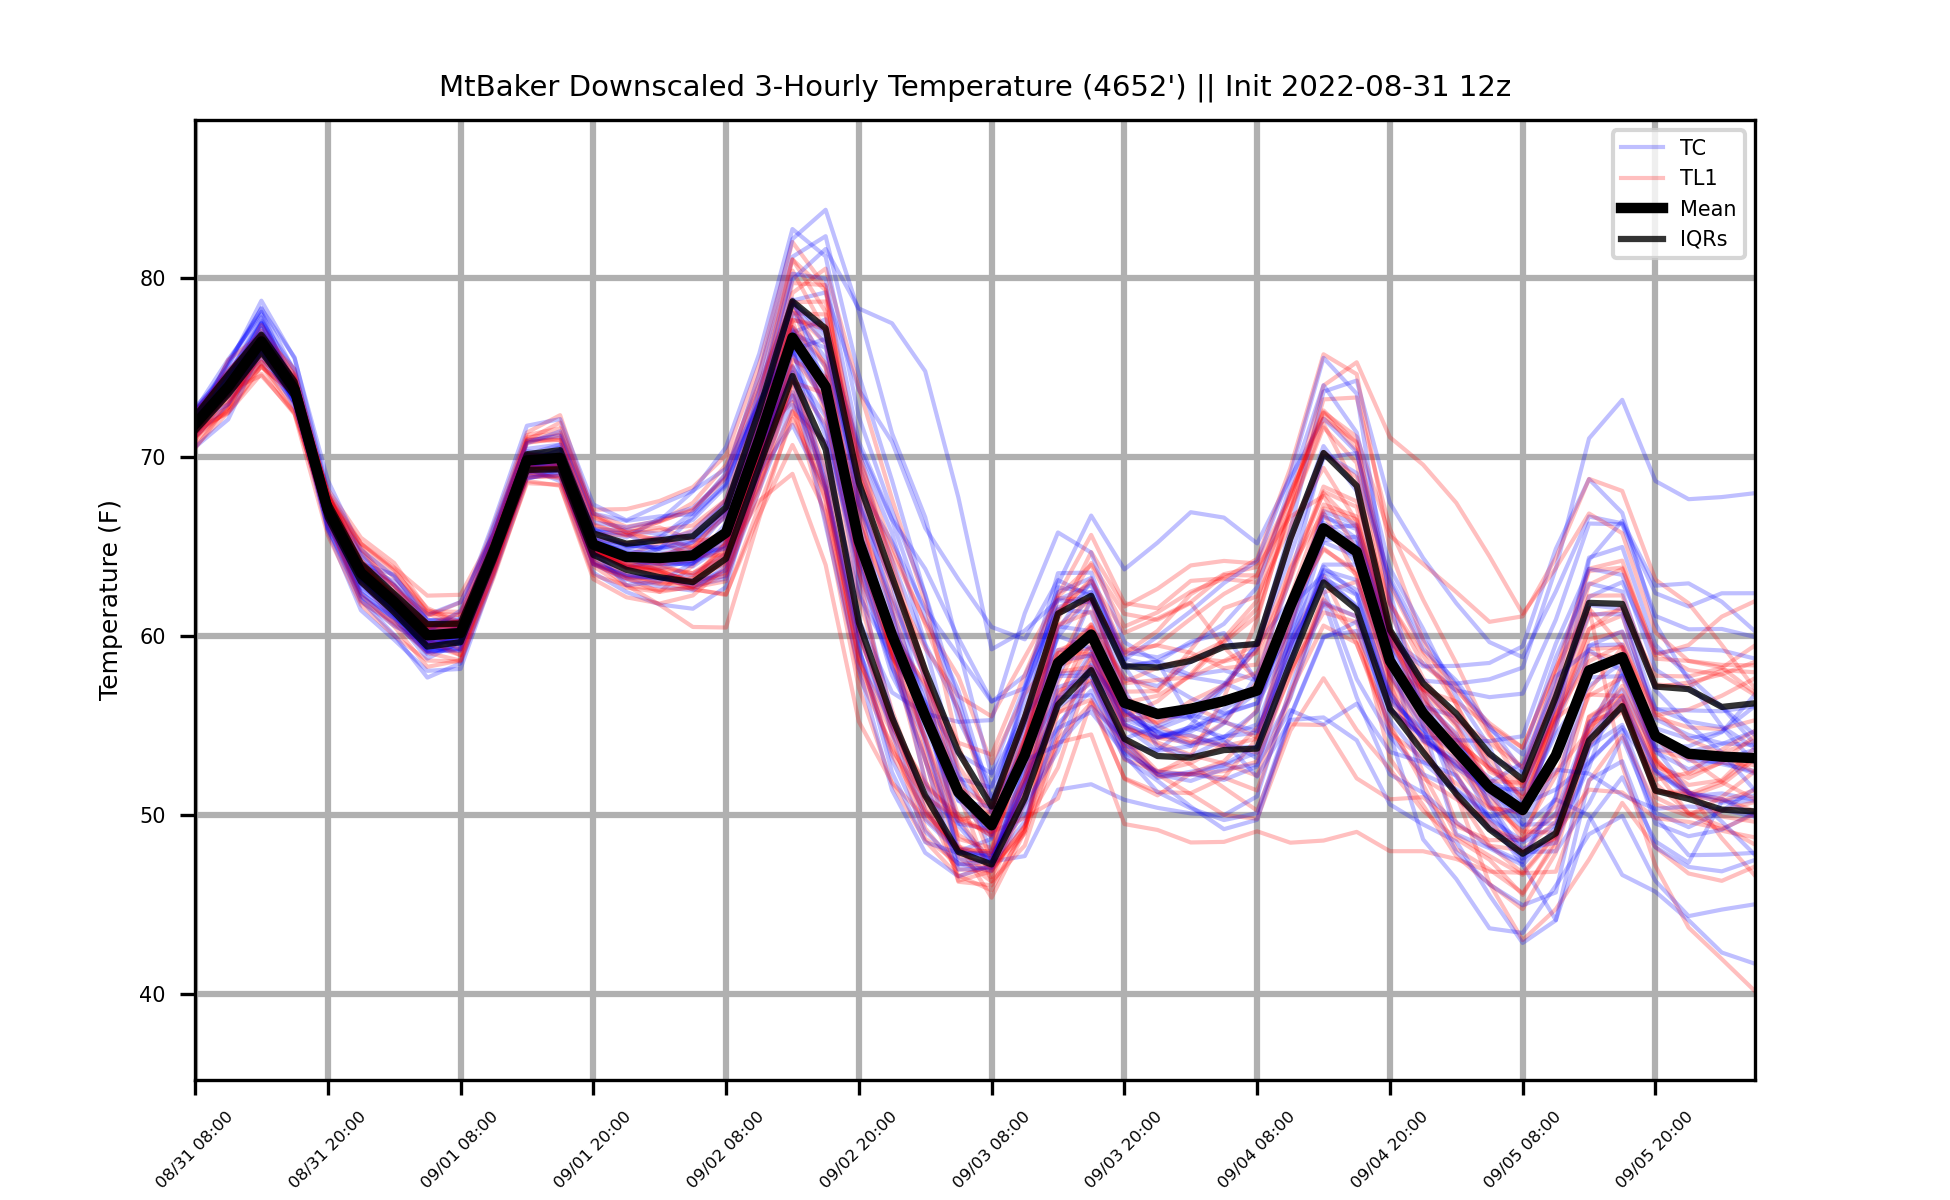 MtBaker Downscaled 3-Hourly Temperature (4652') || Init 2022-08-31 12z
TC
TL1
Mean
IQRs
Temperature (F)
80
70
60
50
40
08/31 08:00
08/31 20:00
09/01 08:00
09/01 20:00
09/02 08:00
09/02 20:00
09/03 08:00
09/03 20:00
09/04 08:00
09/04 20:00
09/05 08:00
09/05 20:00